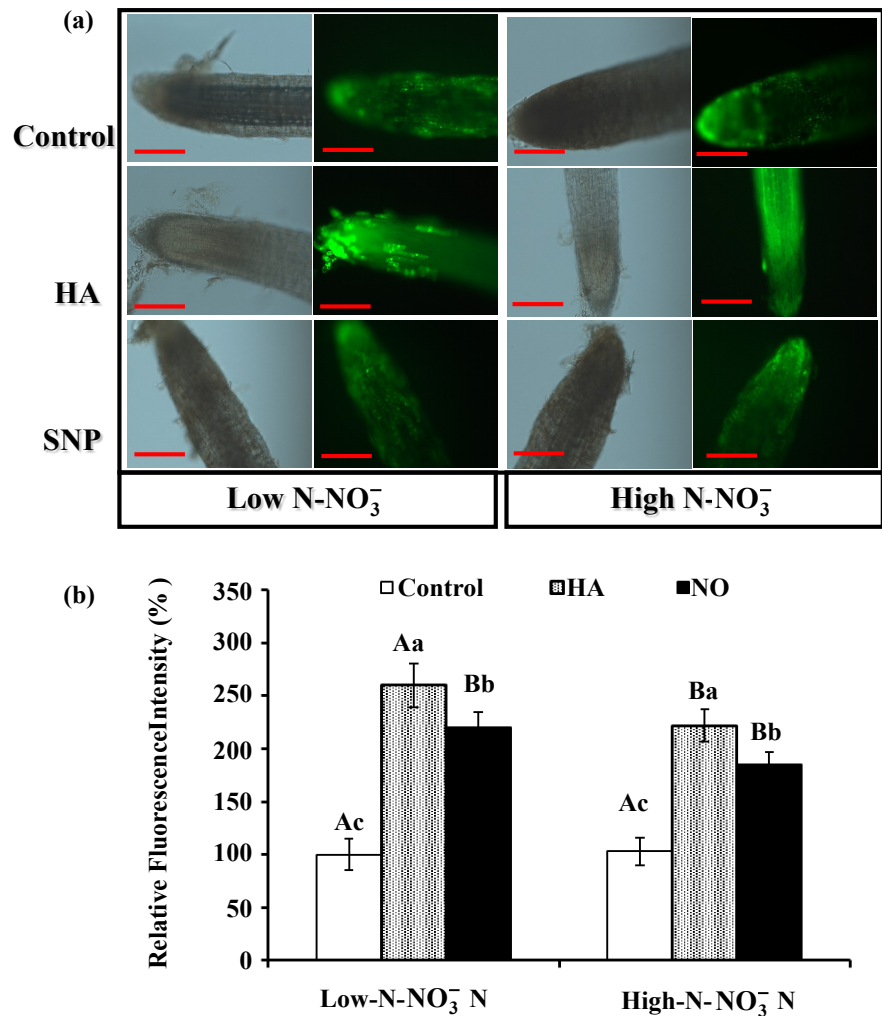 (a)
Control
HA
SNP
Low N-NO₃⁻ High N-NO₃⁻
(b)
Relative FluorescenceIntensity (% )
350
300
250
200
150
100
50
0
Control HA NO
Ac Aa Bb Ac Ba Bb
Low-N-NO₃⁻ N High-N-NO₃⁻ N